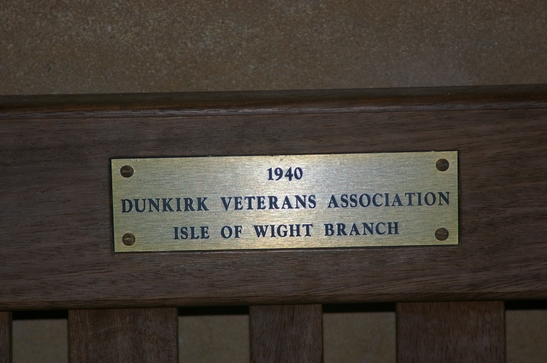 1940
DUNKIRK VETERANS ASSOCIATION
ISLE OF WIGHT BRANCH